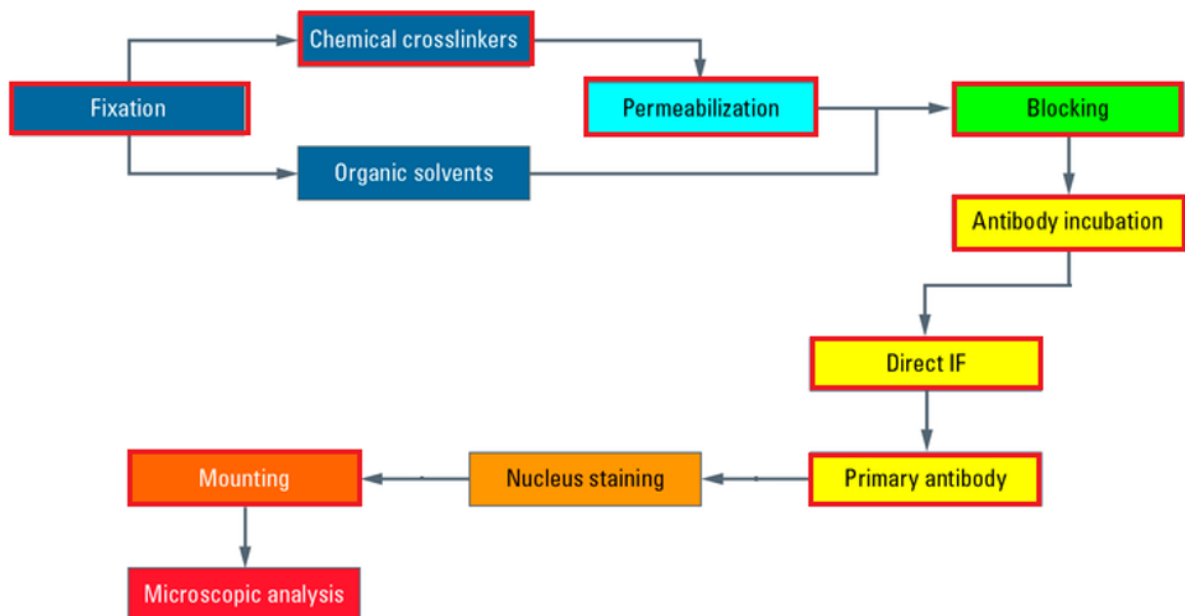 Chemical crosslinkers
Fixation
Permeabilization
Blocking
Organic solvents
Antibody incubation
Direct IF
Mounting
Nucleus staining
Primary antibody
Microscopic analysis